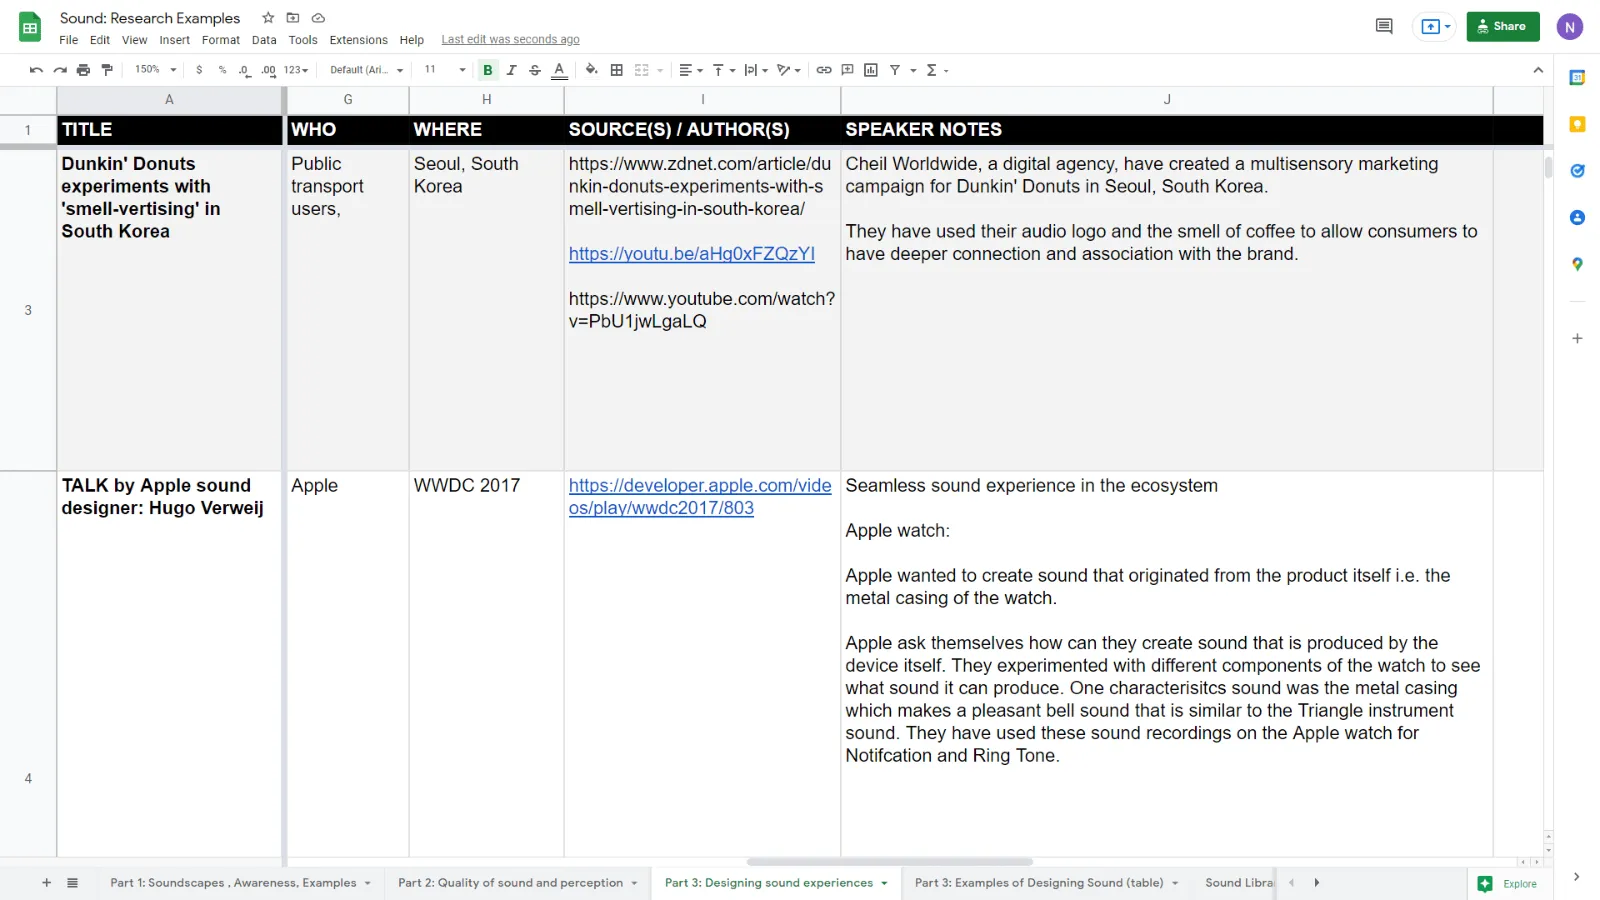 Sound: Research Examples
File Edit View Insert Format Data Tools Extensions Help Last edit was seconds ago
Share
N
150% $ % .0 .00 123 Default (Ari... 11 B I S A Σ
31
A G H I J
1 TITLE WHO WHERE SOURCE(S) / AUTHOR(S) SPEAKER NOTES
3
Dunkin' Donuts
experiments with
'smell-vertising' in
South Korea
Public
transport
users,
Seoul, South
Korea
https://www.zdnet.com/article/du
nkin-donuts-experiments-with-s
mell-vertising-in-south-korea/
https://youtu.be/aHg0xFZQzYI
https://www.youtube.com/watch?
v=PbU1jwLgaLQ
Cheil Worldwide, a digital agency, have created a multisensory marketing
campaign for Dunkin' Donuts in Seoul, South Korea.
They have used their audio logo and the smell of coffee to allow consumers to
have deeper connection and association with the brand.
4
TALK by Apple sound
designer: Hugo Verweij
Apple
WWDC 2017
https://developer.apple.com/vide
os/play/wwdc2017/803
Seamless sound experience in the ecosystem
Apple watch:
Apple wanted to create sound that originated from the product itself i.e. the
metal casing of the watch.
Apple ask themselves how can they create sound that is produced by the
device itself. They experimented with different components of the watch to see
what sound it can produce. One characterisitcs sound was the metal casing
which makes a pleasant bell sound that is similar to the Triangle instrument
sound. They have used these sound recordings on the Apple watch for
Notifcation and Ring Tone.
Part 1: Soundscapes , Awareness, Examples Part 2: Quality of sound and perception Part 3: Designing sound experiences Part 3: Examples of Designing Sound (table) Sound Libra
Explore